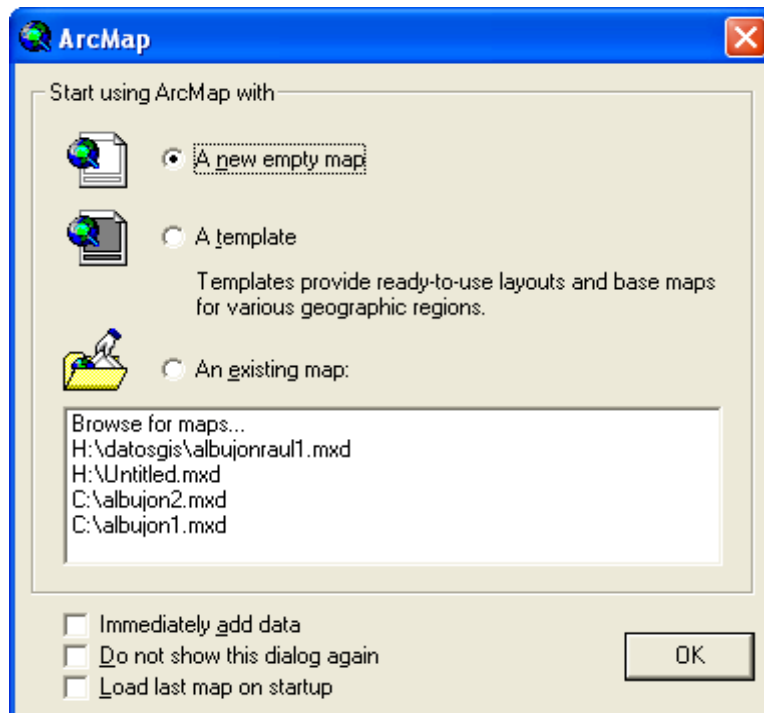 ArcMap
Start using ArcMap with
A new empty map
A template
Templates provide ready-to-use layouts and base maps
for various geographic regions.
An existing map:
Browse for maps...
H:\datosgis\albujonraul1.mxd
H:\Untitled.mxd
C:\albujon2.mxd
C:\albujon1.mxd
Immediately add data
Do not show this dialog again
OK
Load last map on startup